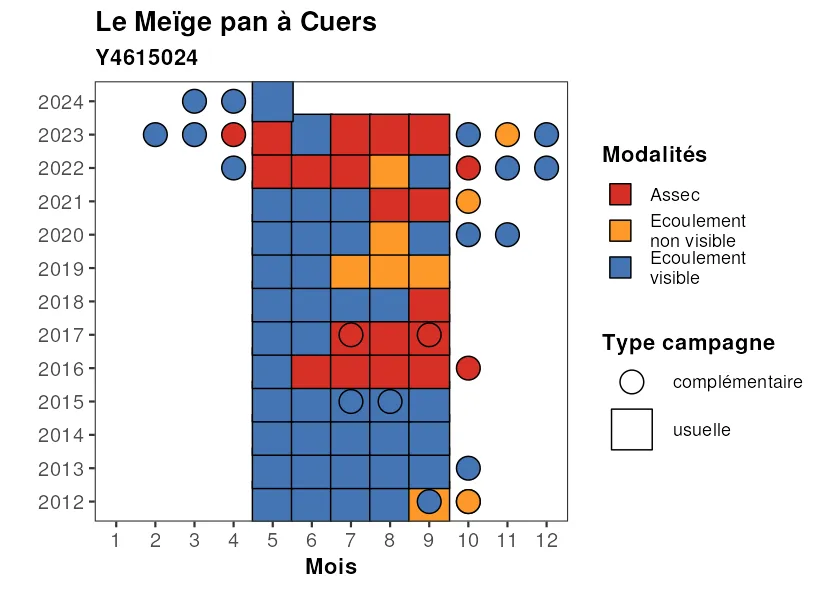 Le Meïge pan à Cuers
Y4615024
2024
2023
2022
2021
2020
2019
2018
2017
2016
2015
2014
2013
2012
1 2 3 4 5 6 7 8 9 10 11 12
Mois
Modalités
Assec
Ecoulement
non visible
Ecoulement
visible
Type campagne
complémentaire
usuelle